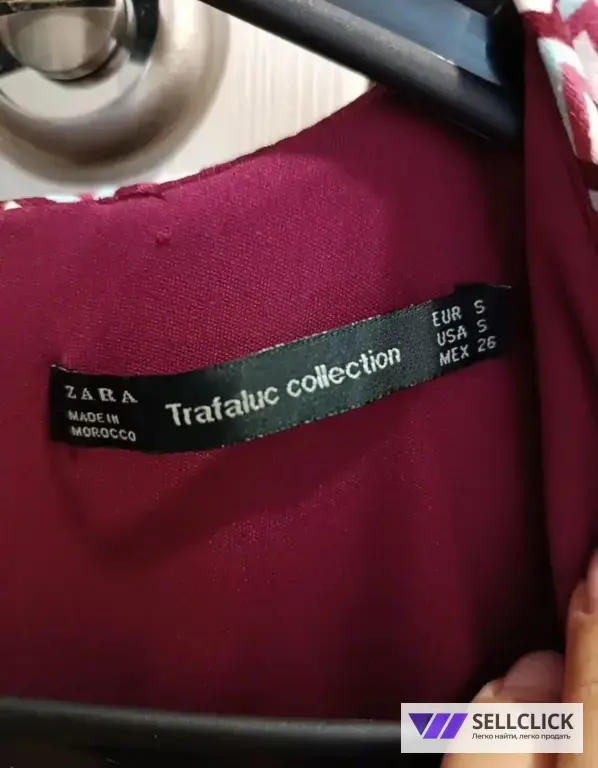 ZARA
MADE IN
MOROCCO
Trafaluc collection
EUR S
USA S
MEX 26
SELLCLICK
Легко найти, легко продать